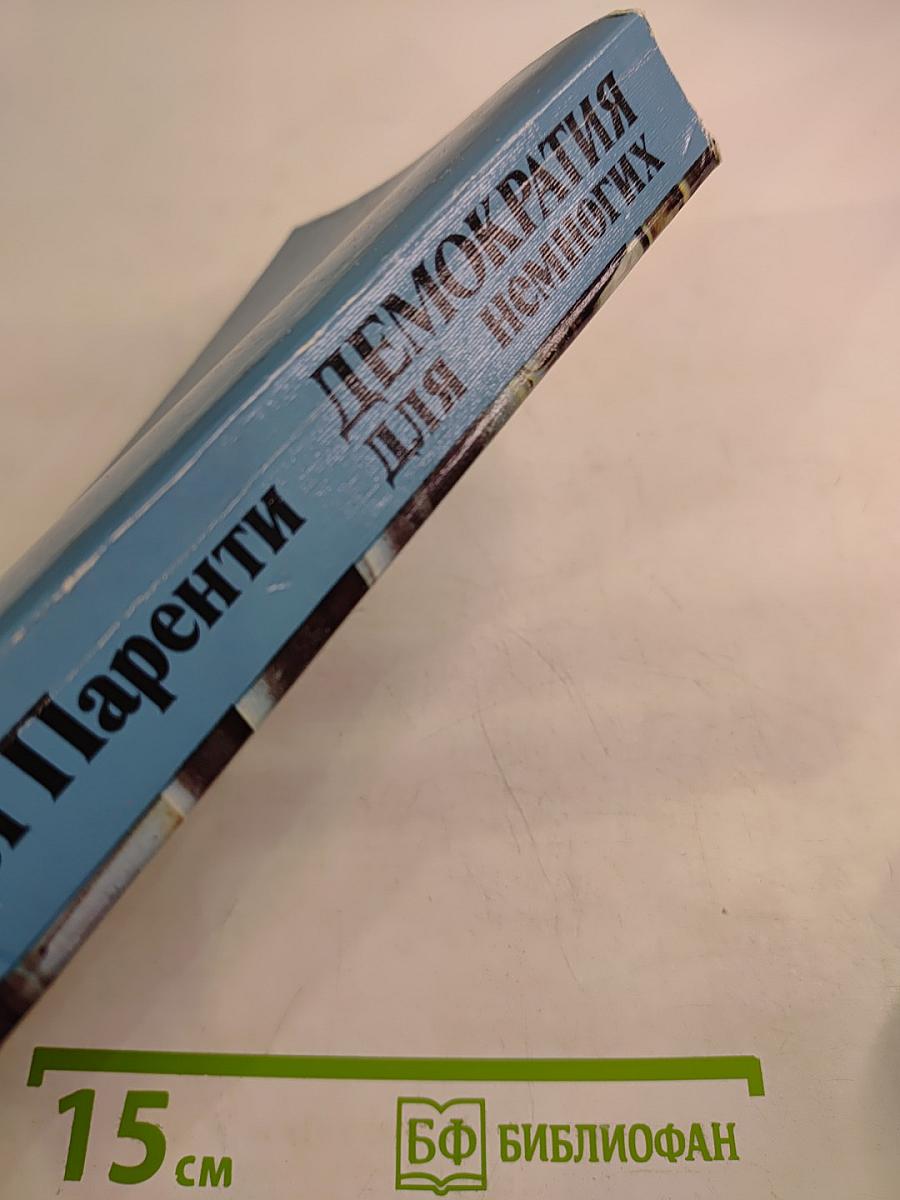 Паренти
ДЕМОКРАТИЯ
ДЛЯ НЕМНОГИХ
15 см
БФ БИБЛИОФАН